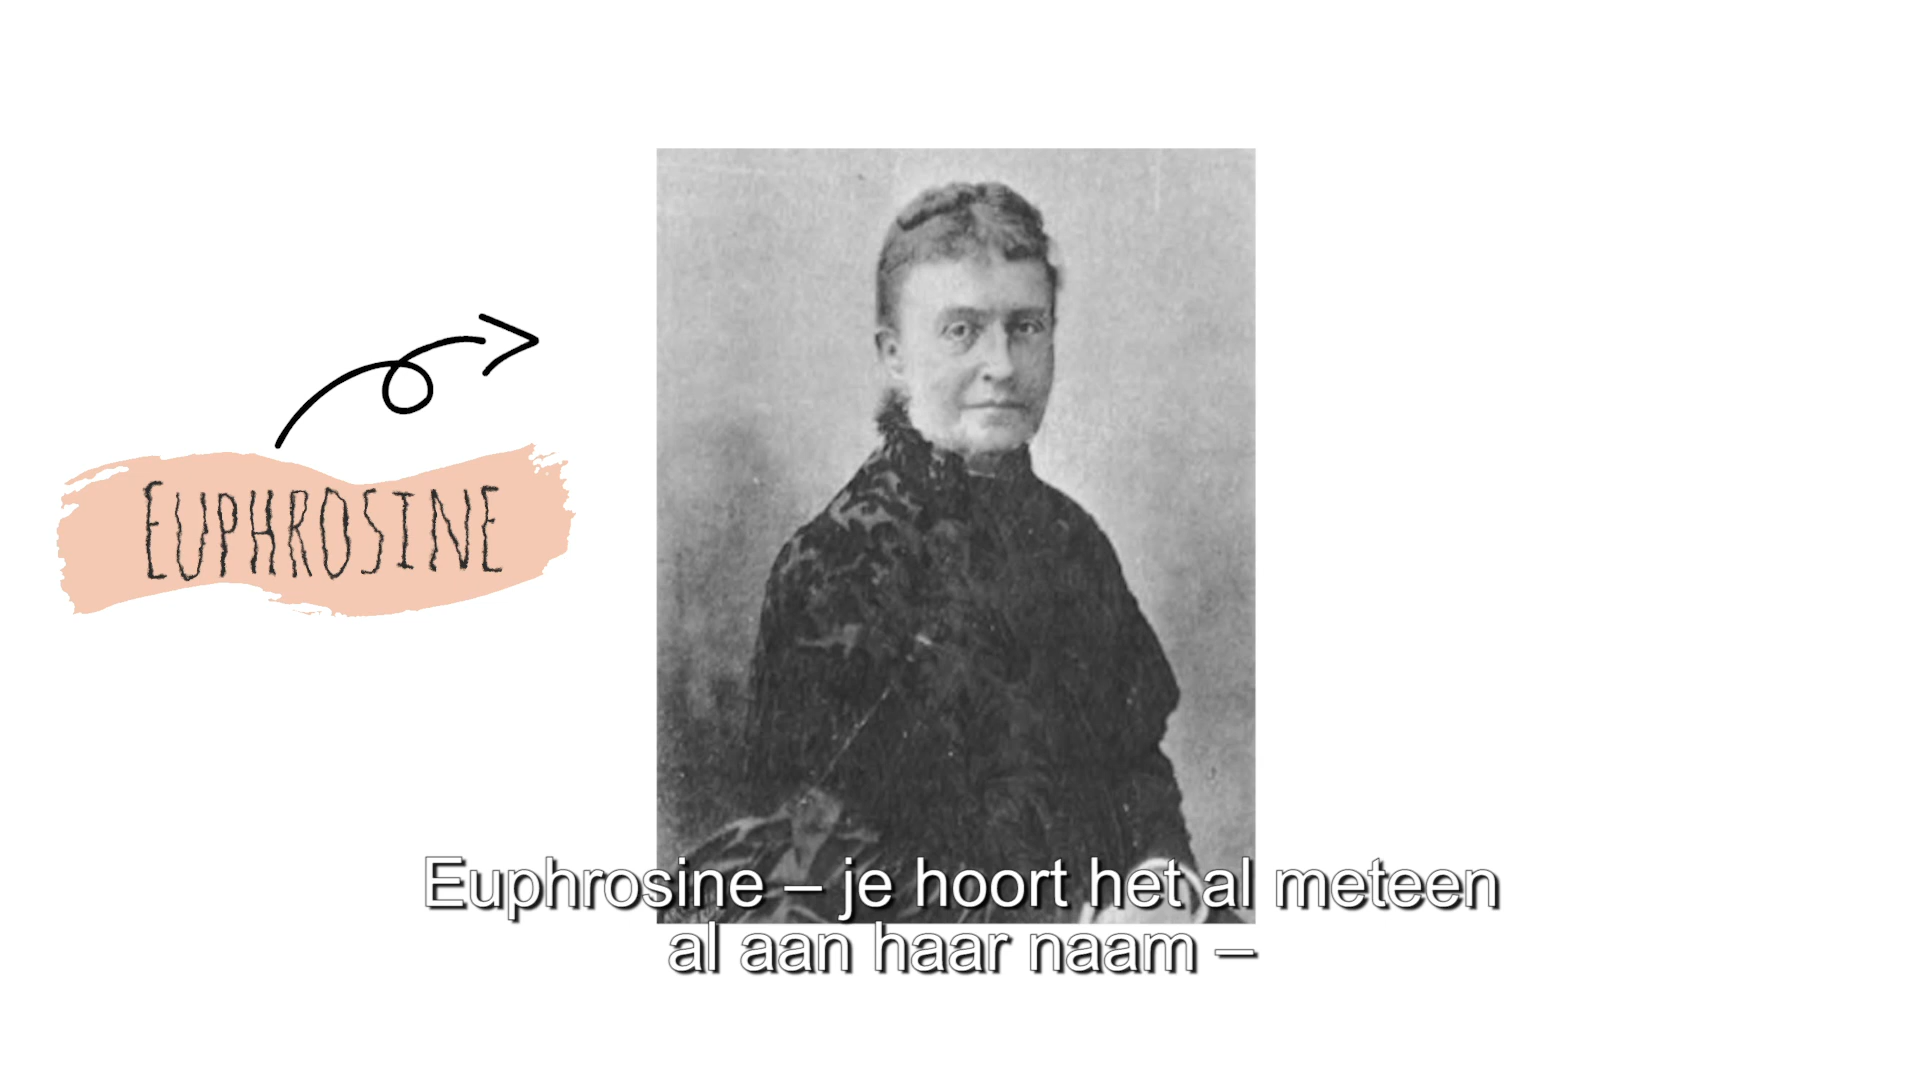 EUPHROSINE
Euphrosine – je hoort het al meteen
al aan haar naam –